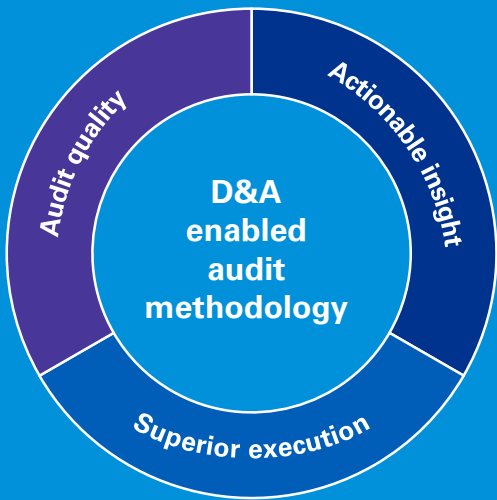 Audit quality
Actionable insight
D&A
enabled
audit
methodology
Superior execution